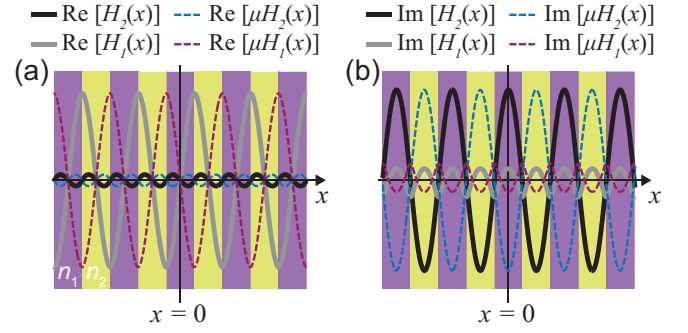 Re [H₂(x)] Re [μH₂(x)]
Re [H₁(x)] Re [μH₁(x)]
(a)
x
n₁ n₂
x = 0
Im [H₂(x)] Im [μH₂(x)]
Im [H₁(x)] Im [μH₁(x)]
(b)
x
x = 0